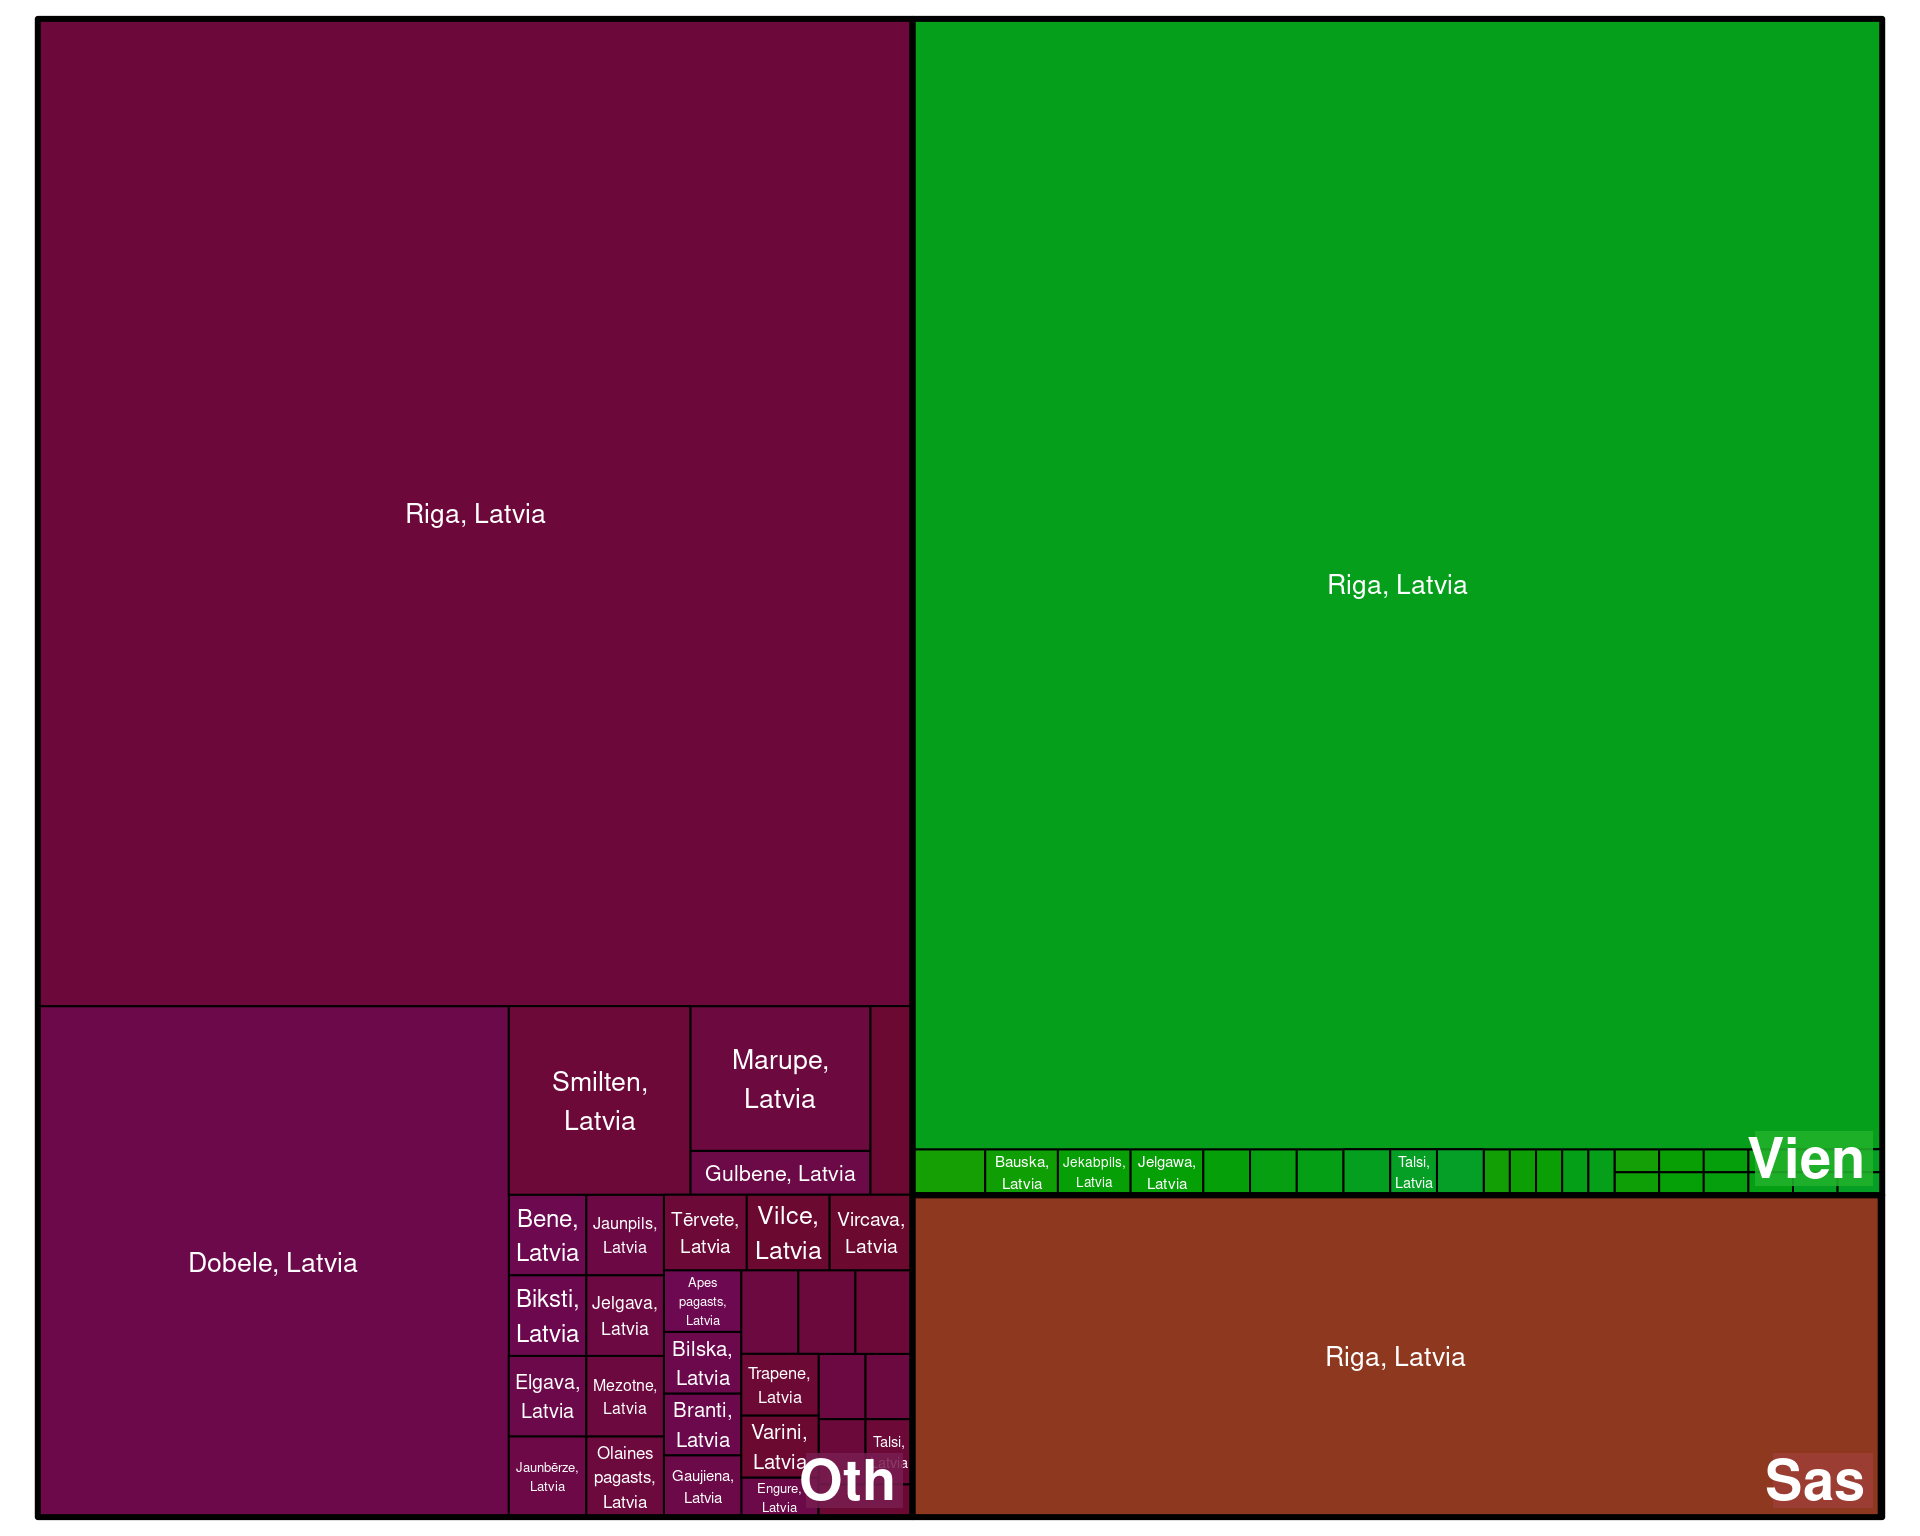 Riga, Latvia
Dobele, Latvia
Smilten,
Latvia
Marupe,
Latvia
Gulbene, Latvia
Bene,
Latvia
Jaunpils,
Latvia
Tērvete,
Latvia
Vilce,
Latvia
Vircava,
Latvia
Biksti,
Latvia
Jelgava,
Latvia
Apes
pagasts,
Latvia
Bilska,
Latvia
Elgava,
Latvia
Mezotne,
Latvia
Branti,
Latvia
Trapene,
Latvia
Varini,
Latvia
Jaunbērze,
Latvia
Olaines
pagasts,
Latvia
Gaujiena,
Latvia
Engure,
Latvia
Talsi,
Latvia
Oth
Riga, Latvia
Bauska,
Latvia
Jekabpils,
Latvia
Jelgawa,
Latvia
Talsi,
Latvia
Vien
Riga, Latvia
Sas